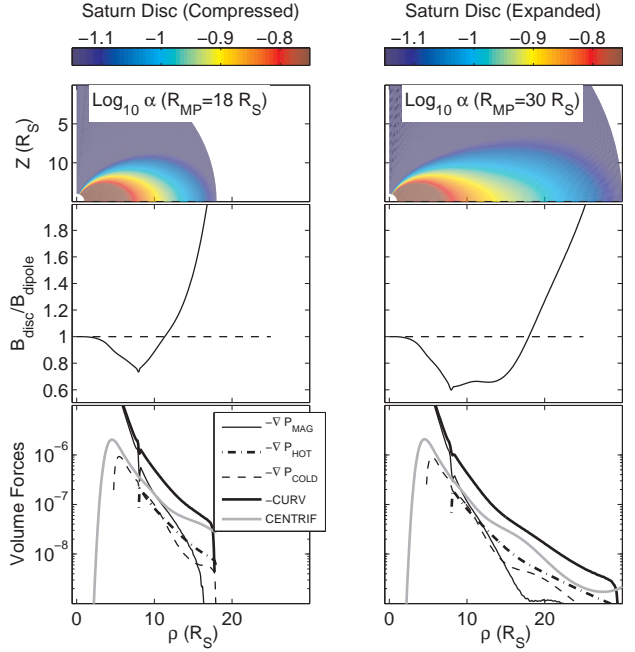 Saturn Disc (Compressed)
Saturn Disc (Expanded)
−1.1 −1 −0.9 −0.8
−1.1 −1 −0.9 −0.8
Log10 α (RMP=18 RS)
Log10 α (RMP=30 RS)
Z (RS)
5
10
Bdisc/Bdipole
1.8
1.6
1.4
1.2
1
0.8
0.6
Volume Forces
10−6
10−7
10−8
−∇ PMAG
−∇ PHOT
−∇ PCOLD
−CURV
CENTRIF
0 10 20
0 10 20
ρ (RS)
ρ (RS)